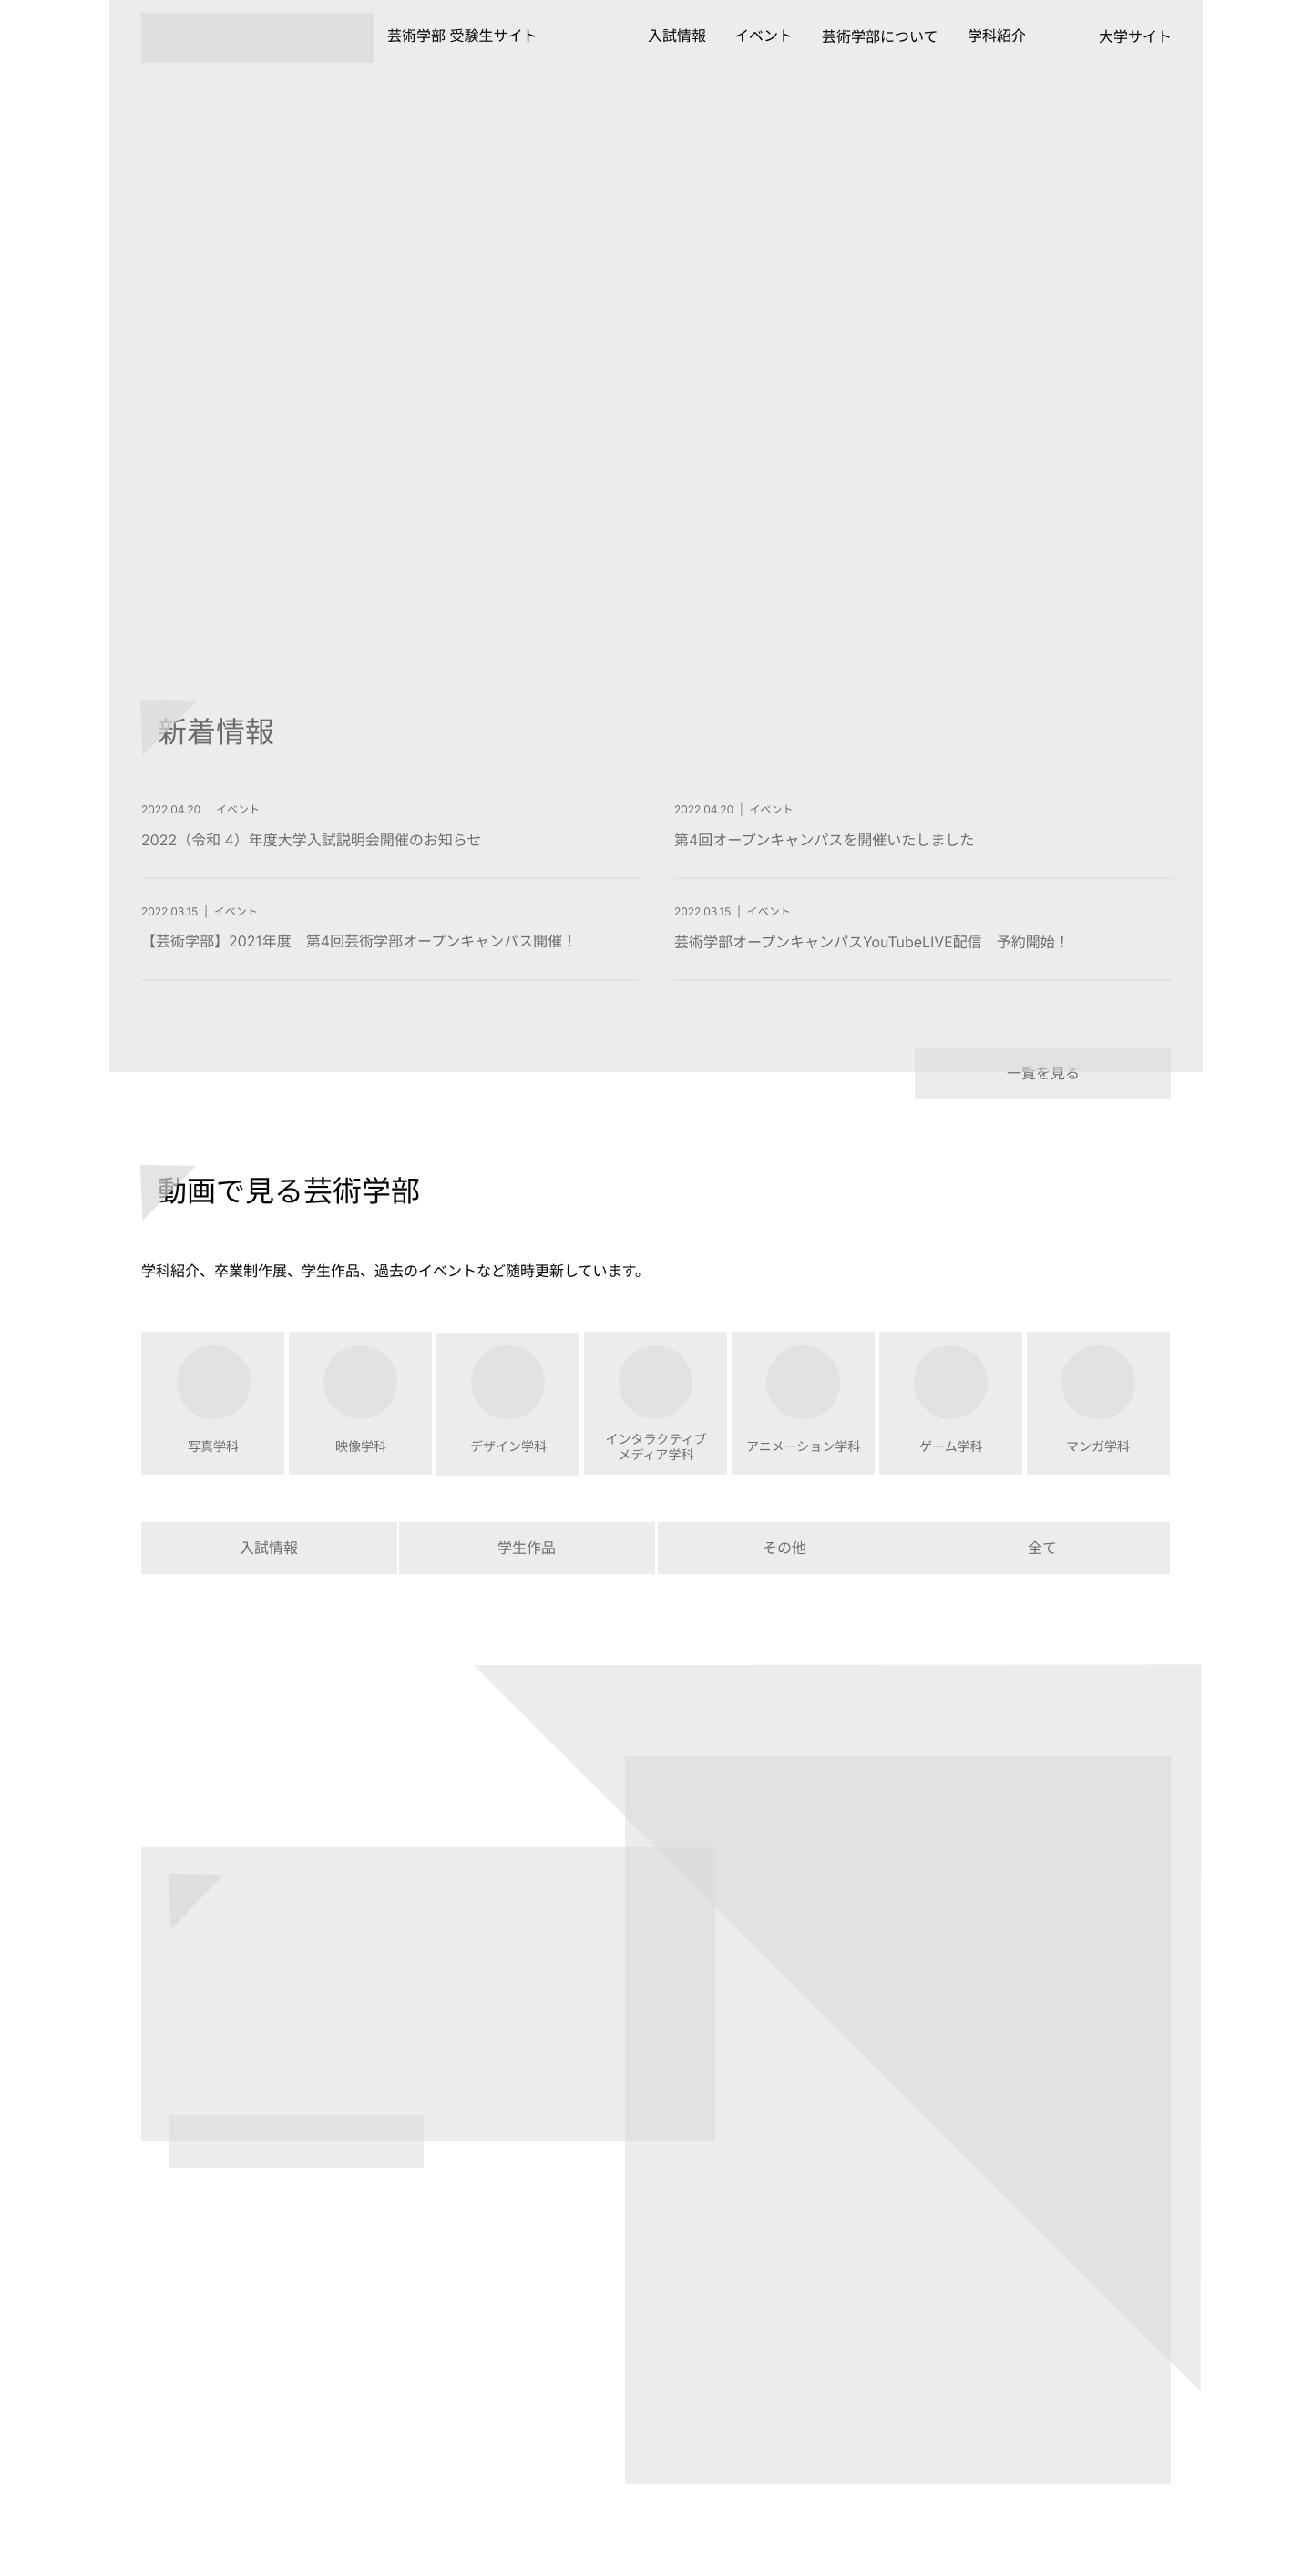 芸術学部 受験生サイト
入試情報
イベント
芸術学部について
学科紹介
大学サイト
新着情報
2022.04.20 イベント
2022（令和 4）年度大学入試説明会開催のお知らせ
2022.04.20 | イベント
第4回オープンキャンパスを開催いたしました
2022.03.15 | イベント
【芸術学部】2021年度　第4回芸術学部オープンキャンパス開催！
2022.03.15 | イベント
芸術学部オープンキャンパスYouTubeLIVE配信　予約開始！
一覧を見る
動画で見る芸術学部
学科紹介、卒業制作展、学生作品、過去のイベントなど随時更新しています。
写真学科
映像学科
デザイン学科
インタラクティブ
メディア学科
アニメーション学科
ゲーム学科
マンガ学科
入試情報
学生作品
その他
全て